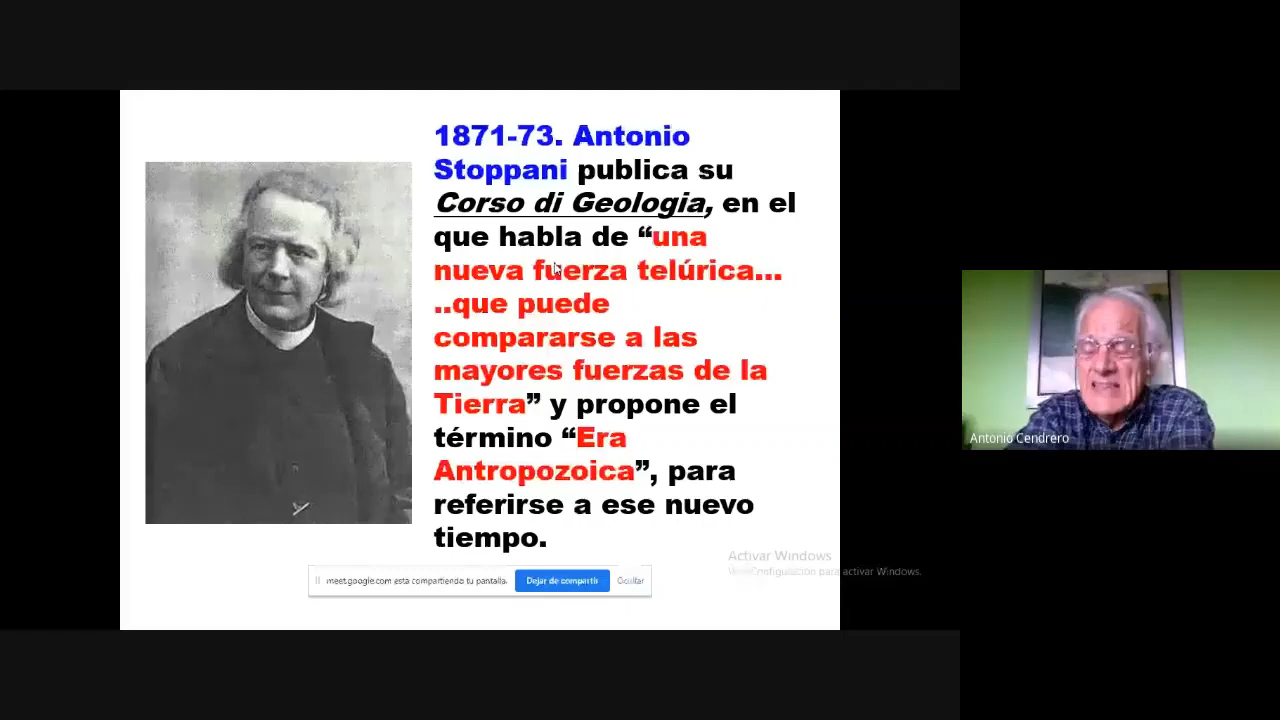 1871-73. Antonio
Stoppani publica su
Corso di Geologia, en el
que habla de “una
nueva fuerza telúrica...
..que puede
compararse a las
mayores fuerzas de la
Tierra” y propone el
término “Era
Antropozoica”, para
referirse a ese nuevo
tiempo.
meet.google.com está compartiendo tu pantalla.
Dejar de compartir
Ocultar
Activar Windows
Configuración para activar Windows.
Antonio Cendrero